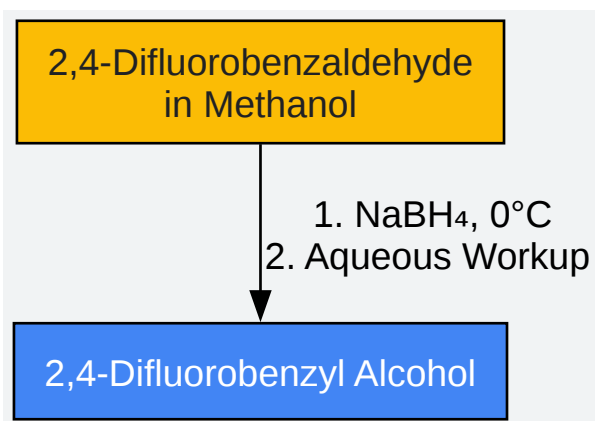 2,4-Difluorobenzaldehyde
in Methanol
1. NaBH₄, 0°C
2. Aqueous Workup
2,4-Difluorobenzyl Alcohol